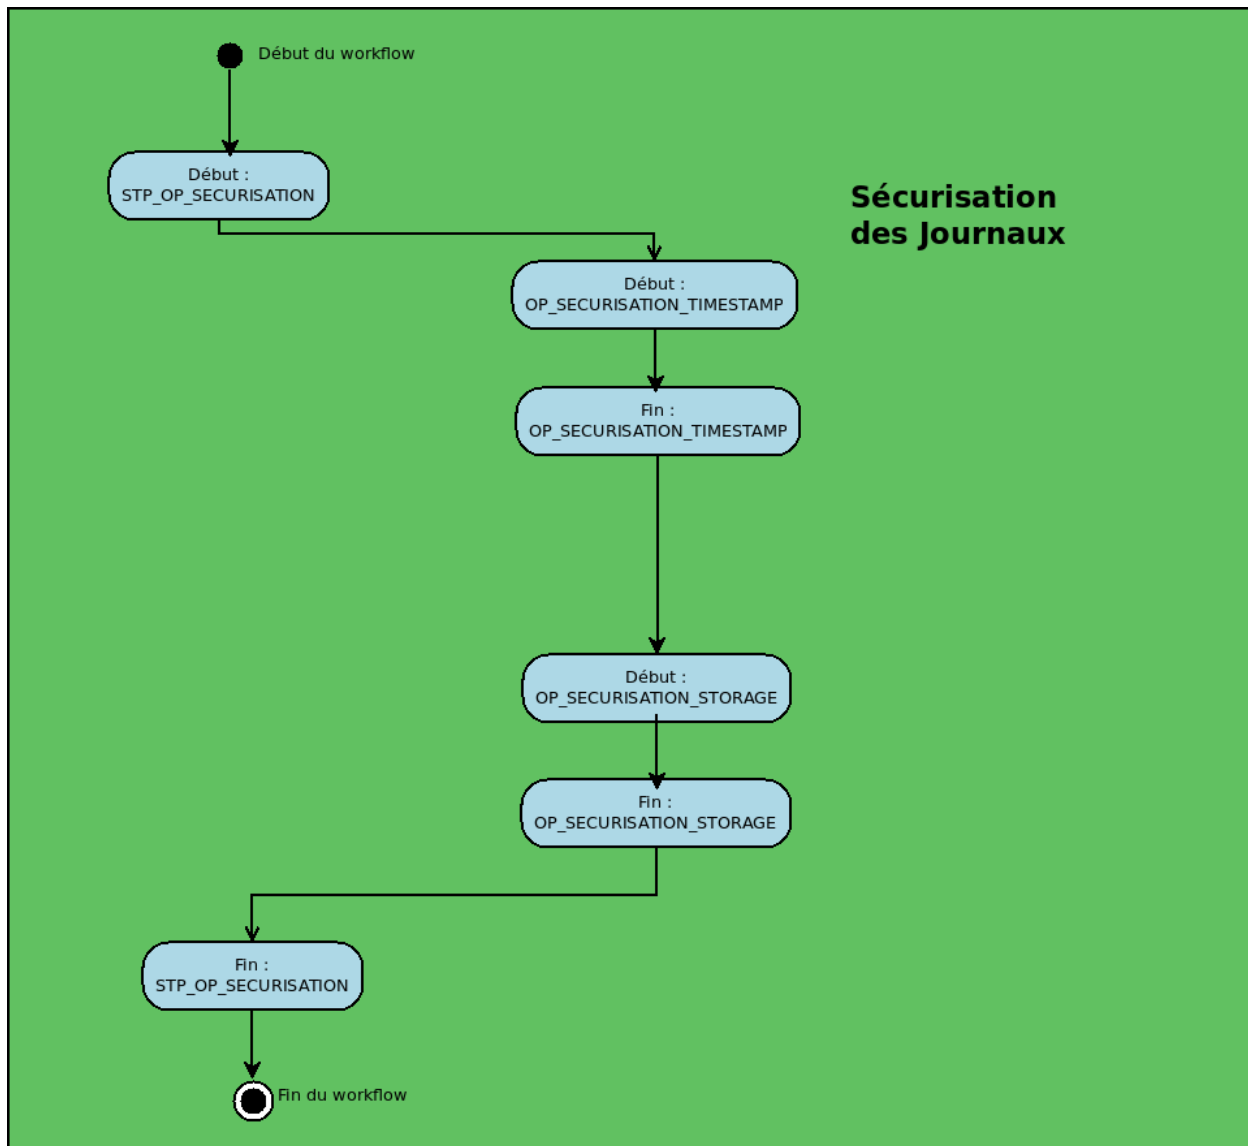 Début du workflow
Début :
STP_OP_SECURISATION
Sécurisation
des Journaux
Début :
OP_SECURISATION_TIMESTAMP
Fin :
OP_SECURISATION_TIMESTAMP
Début :
OP_SECURISATION_STORAGE
Fin :
OP_SECURISATION_STORAGE
Fin :
STP_OP_SECURISATION
Fin du workflow